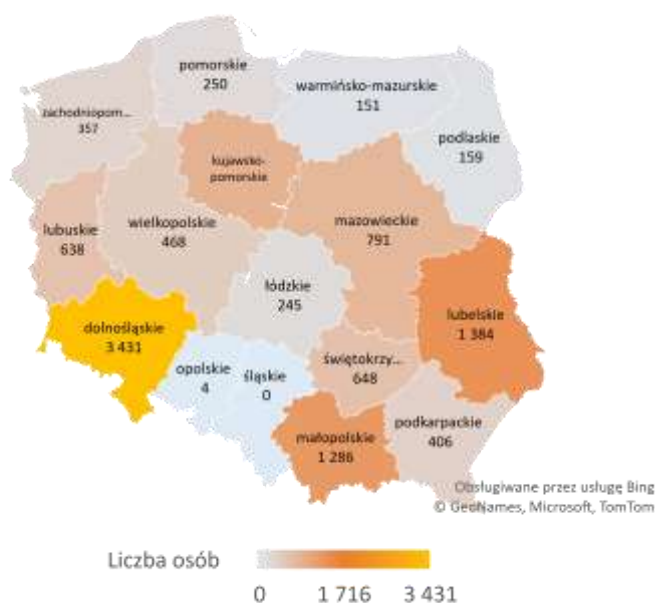 pomorskie
250
warmińsko-mazurskie
151
zachodniopom...
357
podlaskie
159
kujawsko-
pomorskie
lubuskie
638
wielkopolskie
468
mazowieckie
791
łódzkie
245
lubelskie
1 384
dolnośląskie
3 431
opolskie
4
śląskie
0
świętokrzy...
648
małopolskie
1 286
podkarpackie
406
Obsługiwane przez usługę Bing
© GeoNames, Microsoft, TomTom
Liczba osób
0 1 716 3 431